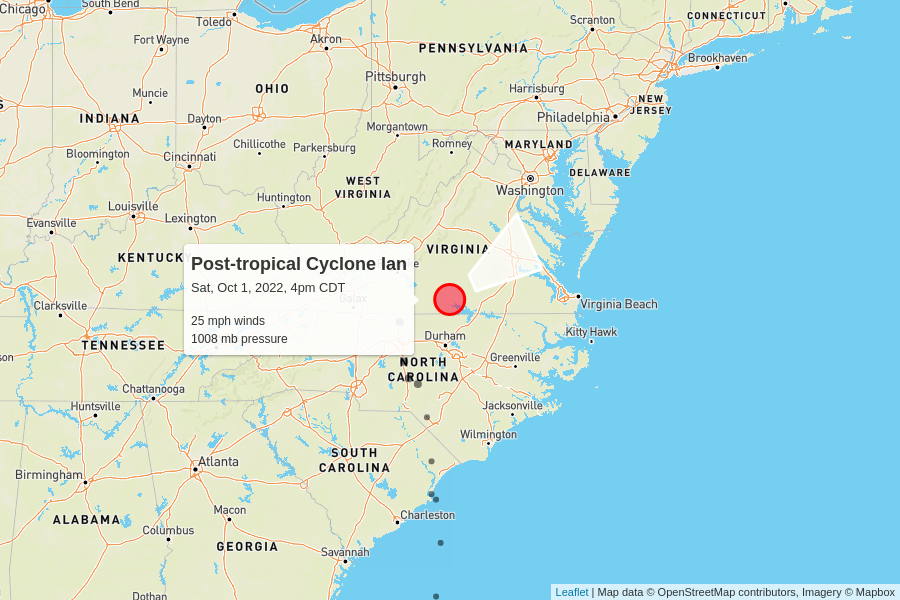 Chicago
South Bend
Toledo
Scranton
CONNECTICUT
Fort Wayne
Akron
PENNSYLVANIA
Brookhaven
Pittsburgh
OHIO
Harrisburg
Muncie
NEW
JERSEY
INDIANA
Dayton
Philadelphia
Morgantown
Chillicothe
Parkersburg
Romney
MARYLAND
Bloomington
Cincinnati
DELAWARE
WEST
VIRGINIA
Washington
Huntington
Louisville
Lexington
Evansville
VIRGINIA
KENTUCKY
Post-tropical Cyclone Ian
Sat, Oct 1, 2022, 4pm CDT
Galax
25 mph winds
1008 mb pressure
Clarksville
Virginia Beach
Kitty Hawk
TENNESSEE
Durham
Greenville
son
NORTH
CAROLINA
Chattanooga
Huntsville
Jacksonville
Wilmington
SOUTH
CAROLINA
Atlanta
Birmingham
Macon
Charleston
ALABAMA
Columbus
GEORGIA
Savannah
Dothan
Leaflet | Map data © OpenStreetMap contributors, Imagery © Mapbox